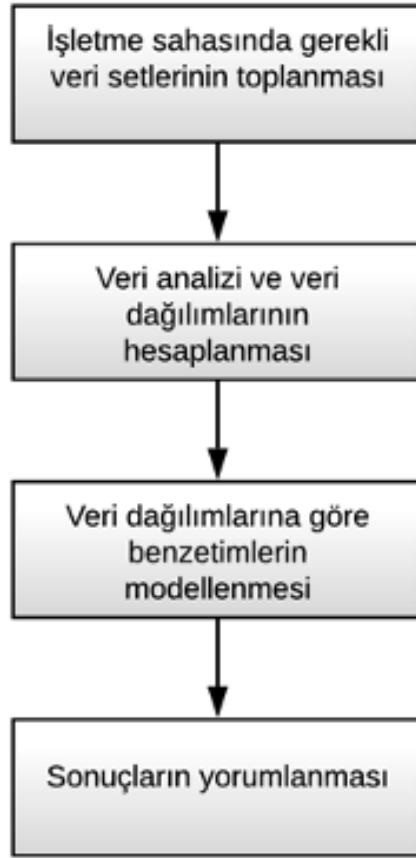 İşletme sahasında gerekli
veri setlerinin toplanması
Veri analizi ve veri
dağılımlarının
hesaplanması
Veri dağılımlarına göre
benzetimlerin
modellenmesi
Sonuçların yorumlanması